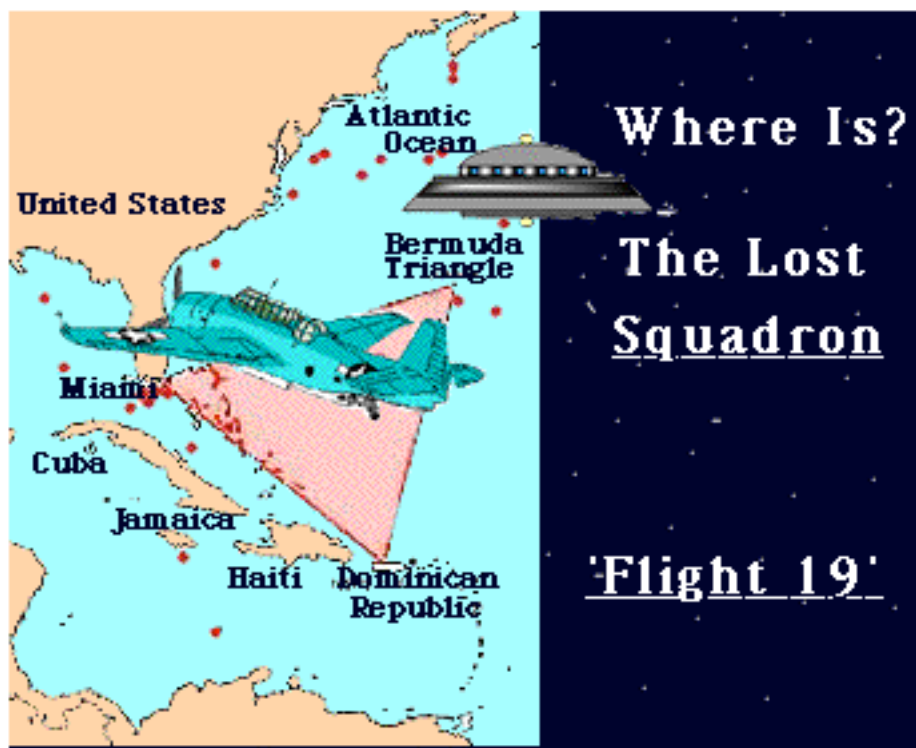 Atlantic
Ocean
United States
Bermuda
Triangle
Miami
Cuba
Jamaica
Haiti
Dominican
Republic
Where Is?
The Lost
Squadron
'Flight 19'